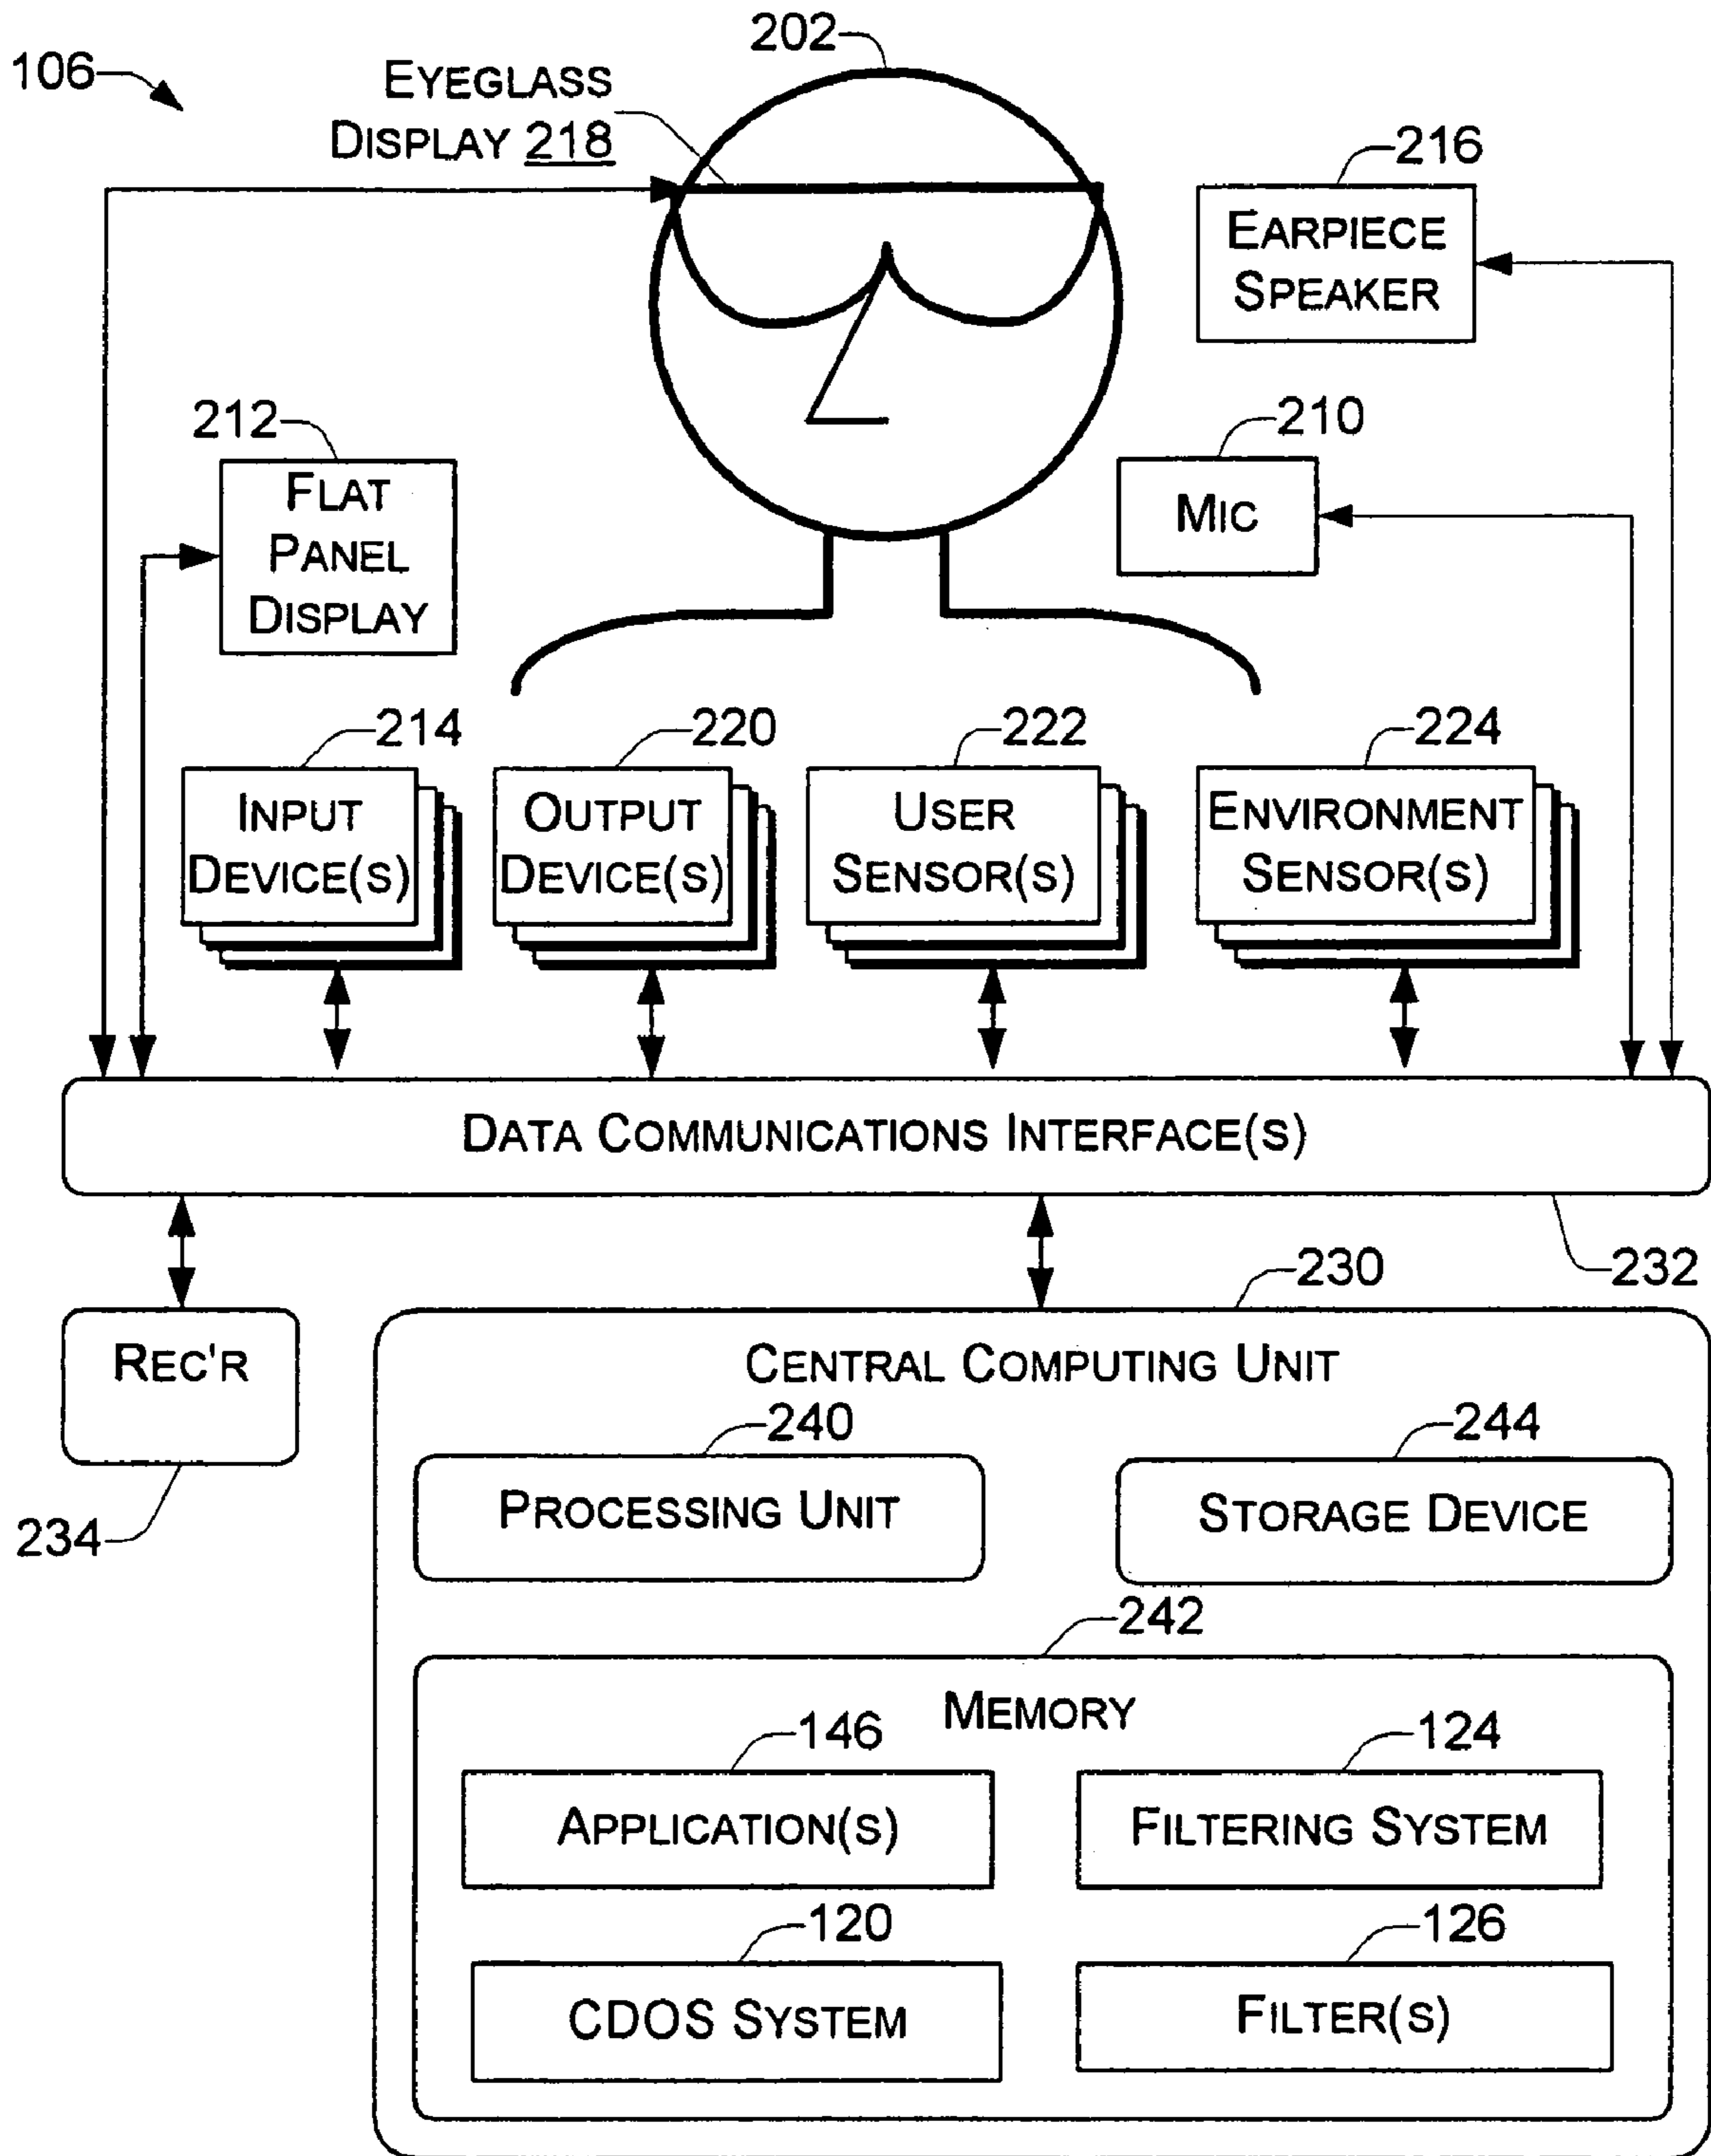 202
106
EYEGLASS
DISPLAY 218
216
EARPIECE
SPEAKER
212
FLAT
PANEL
DISPLAY
210
MIC
214
INPUT
DEVICE(S)
220
OUTPUT
DEVICE(S)
222
USER
SENSOR(S)
224
ENVIRONMENT
SENSOR(S)
DATA COMMUNICATIONS INTERFACE(S)
232
REC'R
234
230
CENTRAL COMPUTING UNIT
240
PROCESSING UNIT
244
STORAGE DEVICE
242
MEMORY
146
APPLICATION(S)
124
FILTERING SYSTEM
120
CDOS SYSTEM
126
FILTER(S)